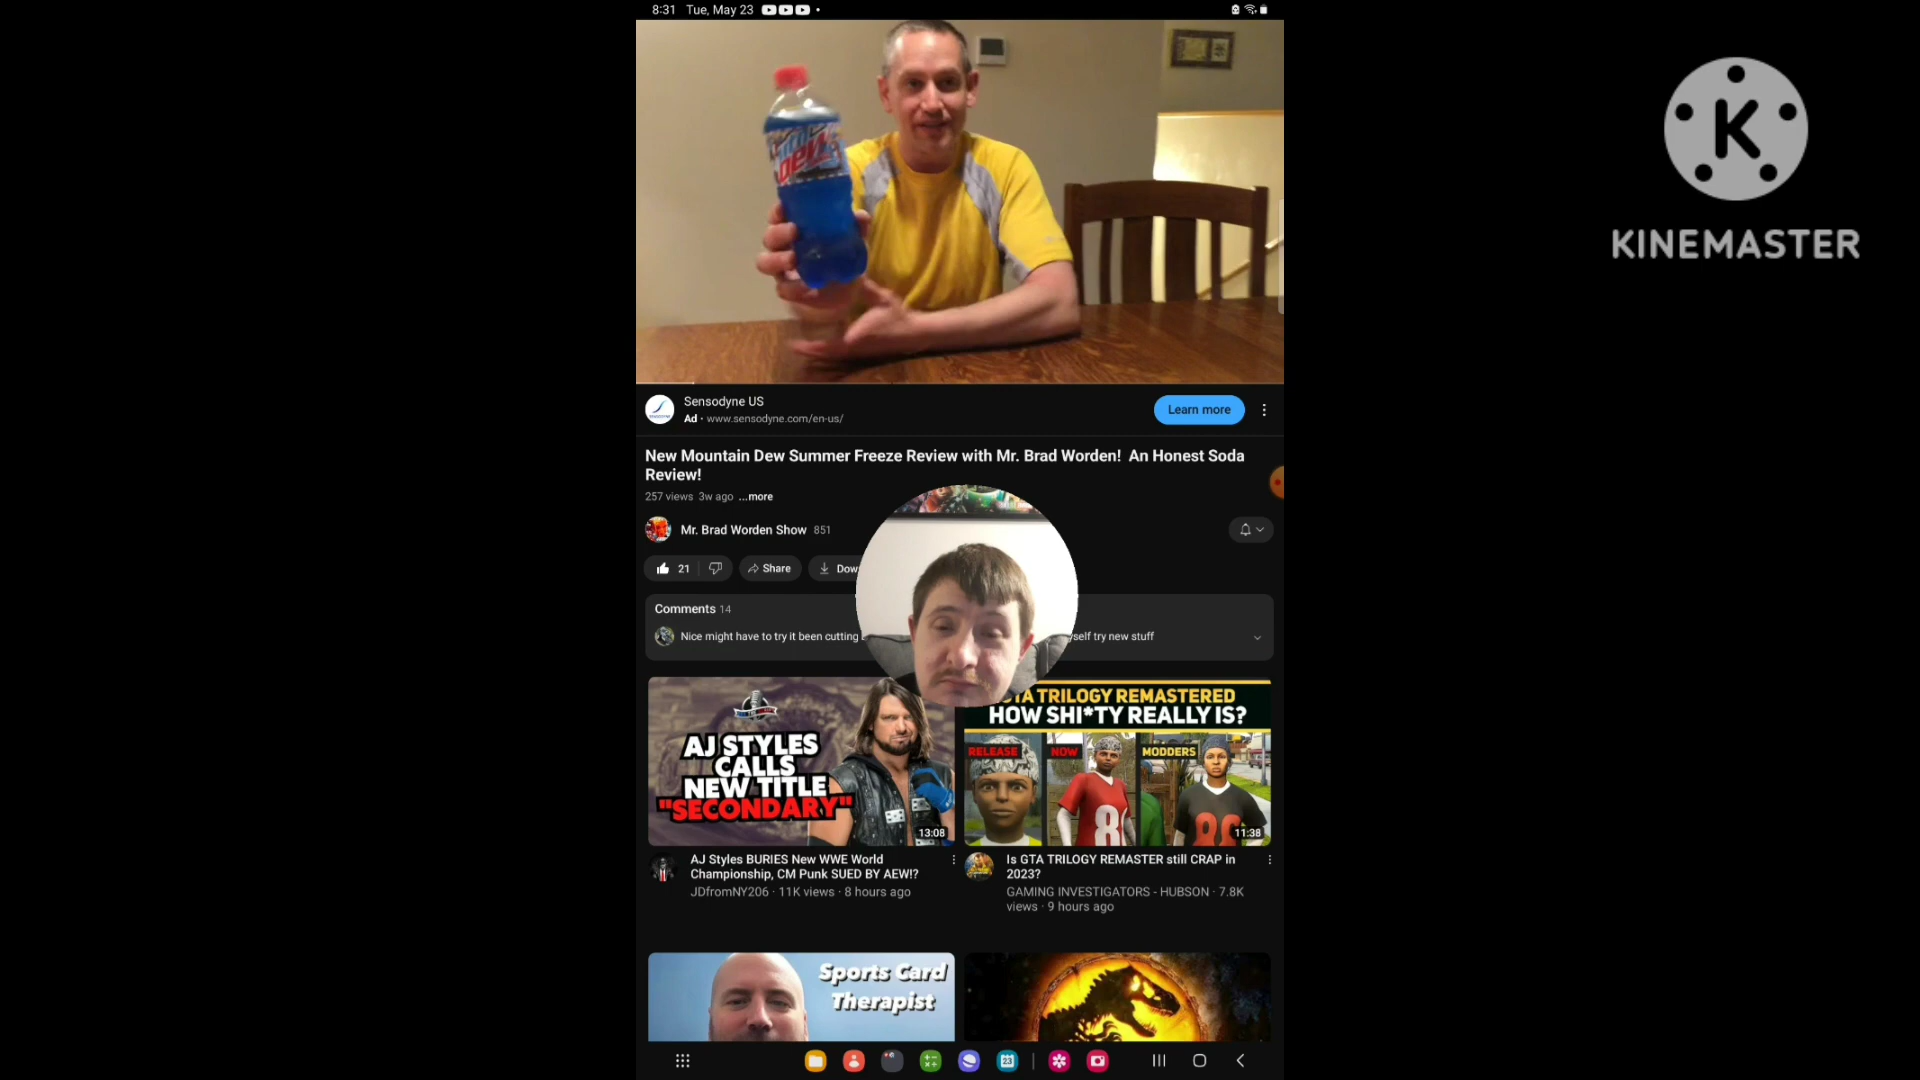 8:31 Tue, May 23
KINEMASTER
DEW
Sensodyne US
Ad · www.sensodyne.com/en-us/
Learn more
New Mountain Dew Summer Freeze Review with Mr. Brad Worden! An Honest Soda
Review!
257 views 3w ago ...more
Mr. Brad Worden Show 851
21
Share
Dow
Comments 14
Nice might have to try it been cutting
self try new stuff
AJ STYLES
CALLS
NEW TITLE
"SECONDARY"
13:08
GTA TRILOGY REMASTERED
HOW SHI*TY REALLY IS?
RELEASE
NOW
MODDERS
11:38
AJ Styles BURIES New WWE World
Championship, CM Punk SUED BY AEW!?
JDfromNY206 · 11K views · 8 hours ago
Is GTA TRILOGY REMASTER still CRAP in
2023?
GAMING INVESTIGATORS - HUBSON · 7.8K
views · 9 hours ago
Sports Card
Therapist
23